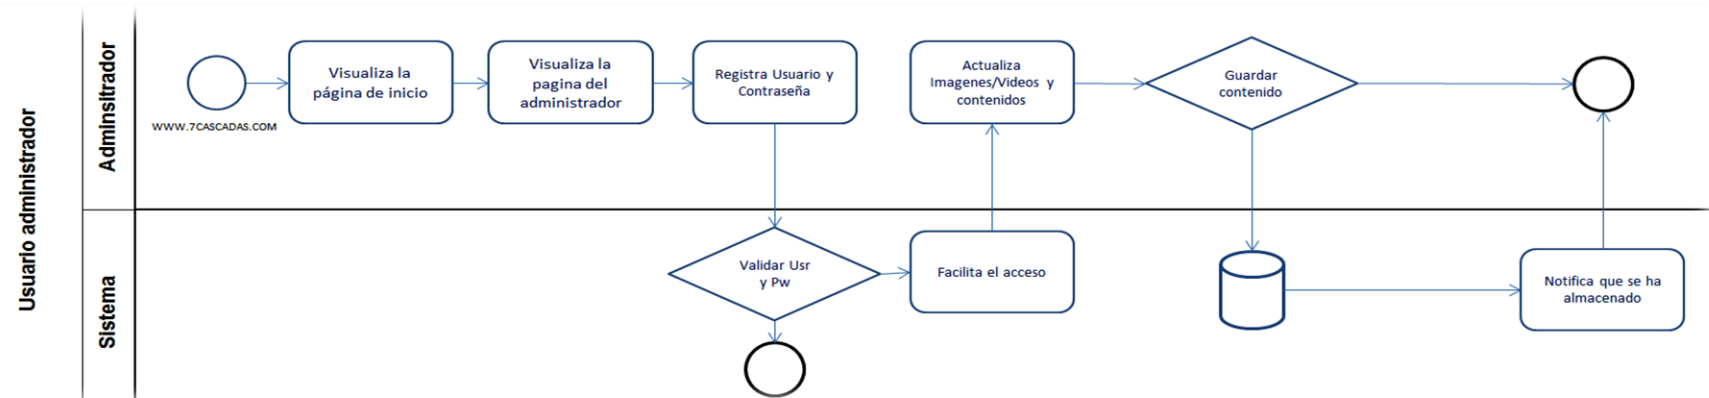 Usuario administrador
Adminsitrador
WWW.7CASCADAS.COM
Visualiza la
página de inicio
Visualiza la
pagina del
administrador
Registra Usuario y
Contraseña
Actualiza
Imagenes/Videos y
contenidos
Guardar
contenido
Sistema
Validar Usr
y Pw
Facilita el acceso
Notifica que se ha
almacenado